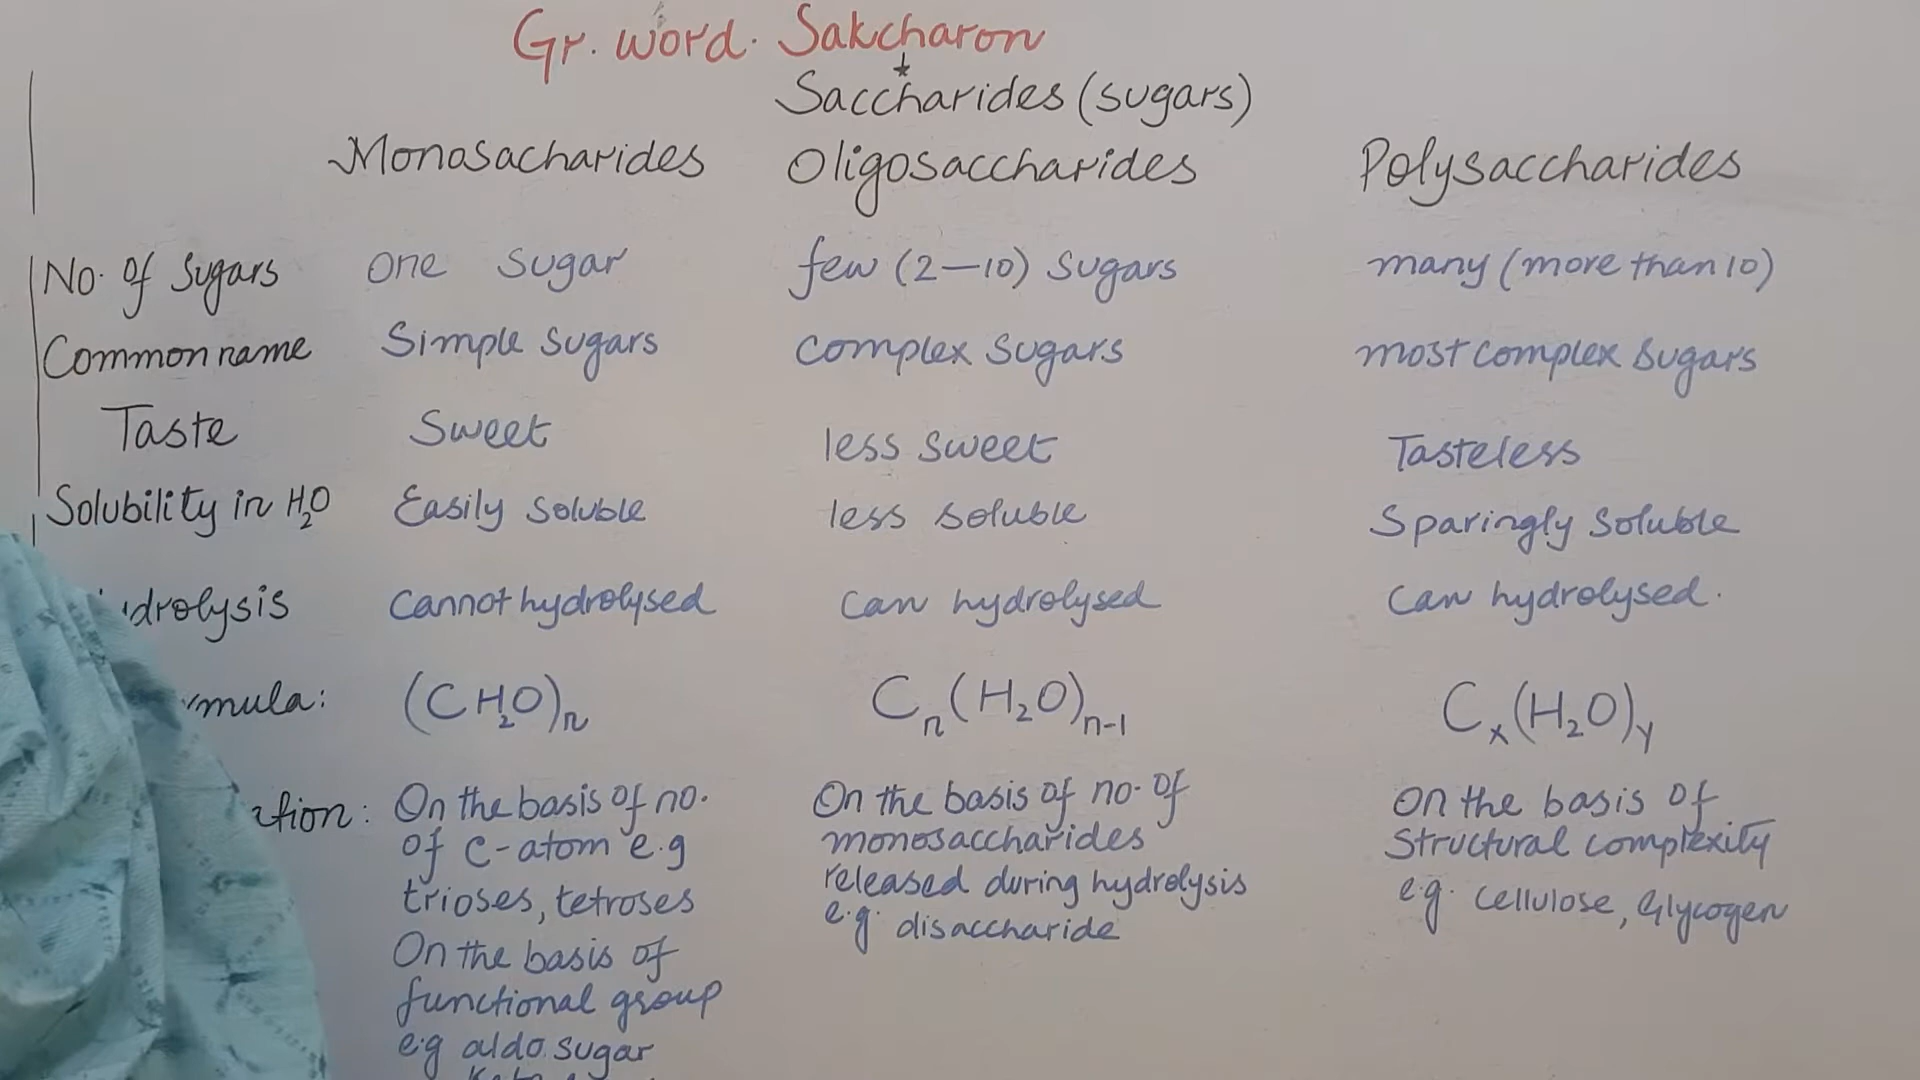 Gr. word. Sakcharon
Saccharides (sugars)
Monosacharides Oligosaccharides Polysaccharides
No. of Sugars one sugar few (2—10) sugars many (more than 10)
Common name Simple sugars complex sugars most complex sugars
Taste Sweet less sweet Tasteless
Solubility in H₂O Easily soluble less soluble Sparingly soluble
drolysis cannot hydrolysed can hydrolysed can hydrolysed.
mula: (CH₂O)n Cn(H₂O)n-1 Cx(H₂O)y
ation: On the basis of no. On the basis of no. of On the basis of
of C-atom e.g monosaccharides structural complexity
trioses, tetroses released during hydrolysis e.g. cellulose, Glycogen
On the basis of e.g. disaccharide
functional group
e.g aldo sugar